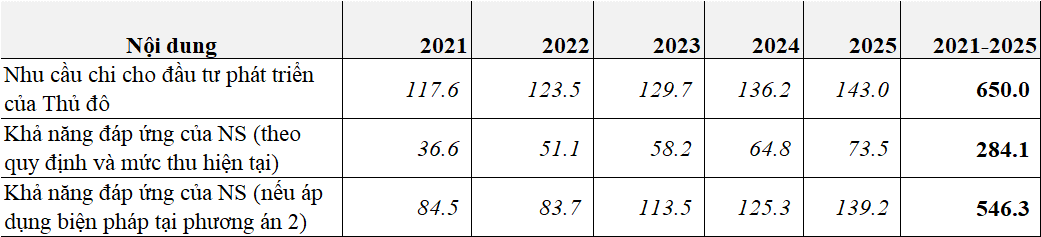 Nội dung 2021 2022 2023 2024 2025 2021-2025
Nhu cầu chi cho đầu tư phát triển
của Thủ đô 117.6 123.5 129.7 136.2 143.0 650.0
Khả năng đáp ứng của NS (theo
quy định và mức thu hiện tại) 36.6 51.1 58.2 64.8 73.5 284.1
Khả năng đáp ứng của NS (nếu áp
dụng biện pháp tại phương án 2) 84.5 83.7 113.5 125.3 139.2 546.3